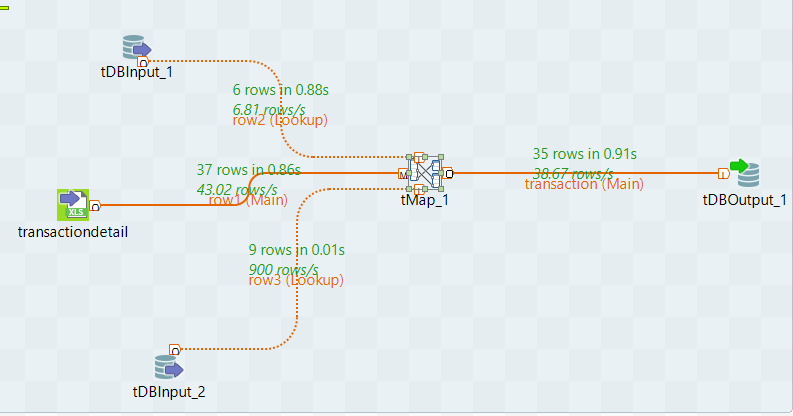 tDBInput_1
6 rows in 0.88s
6.81 rows/s
row2 (Lookup)
37 rows in 0.86s
43.02 rows/s
row1 (Main)
XLS
transactiondetail
M
tMap_1
35 rows in 0.91s
38.67 rows/s
transaction (Main)
tDBOutput_1
9 rows in 0.01s
900 rows/s
row3 (Lookup)
tDBInput_2